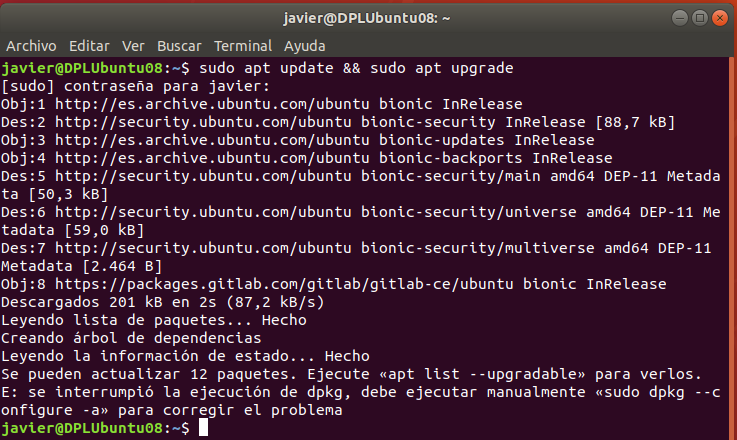 javier@DPLUbuntu08: ~
Archivo Editar Ver Buscar Terminal Ayuda
javier@DPLUbuntu08:~$ sudo apt update && sudo apt upgrade
[sudo] contraseña para javier:
Obj:1 http://es.archive.ubuntu.com/ubuntu bionic InRelease
Des:2 http://security.ubuntu.com/ubuntu bionic-security InRelease [88,7 kB]
Obj:3 http://es.archive.ubuntu.com/ubuntu bionic-updates InRelease
Obj:4 http://es.archive.ubuntu.com/ubuntu bionic-backports InRelease
Des:5 http://security.ubuntu.com/ubuntu bionic-security/main amd64 DEP-11 Metada
ta [50,3 kB]
Des:6 http://security.ubuntu.com/ubuntu bionic-security/universe amd64 DEP-11 Me
tadata [59,0 kB]
Des:7 http://security.ubuntu.com/ubuntu bionic-security/multiverse amd64 DEP-11
Metadata [2.464 B]
Obj:8 https://packages.gitlab.com/gitlab/gitlab-ce/ubuntu bionic InRelease
Descargados 201 kB en 2s (87,2 kB/s)
Leyendo lista de paquetes... Hecho
Creando árbol de dependencias
Leyendo la información de estado... Hecho
Se pueden actualizar 12 paquetes. Ejecute «apt list --upgradable» para verlos.
E: se interrumpió la ejecución de dpkg, debe ejecutar manualmente «sudo dpkg --c
onfigure -a» para corregir el problema
javier@DPLUbuntu08:~$